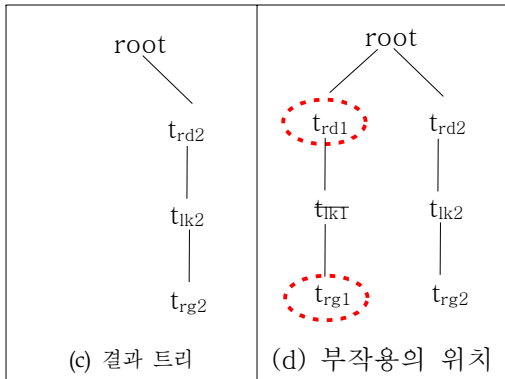 root
t_rd2
t_lk2
t_rg2
(c) 결과 트리
root
t_rd1 t_rd2
t_lk1 t_lk2
t_rg1 t_rg2
(d) 부작용의 위치